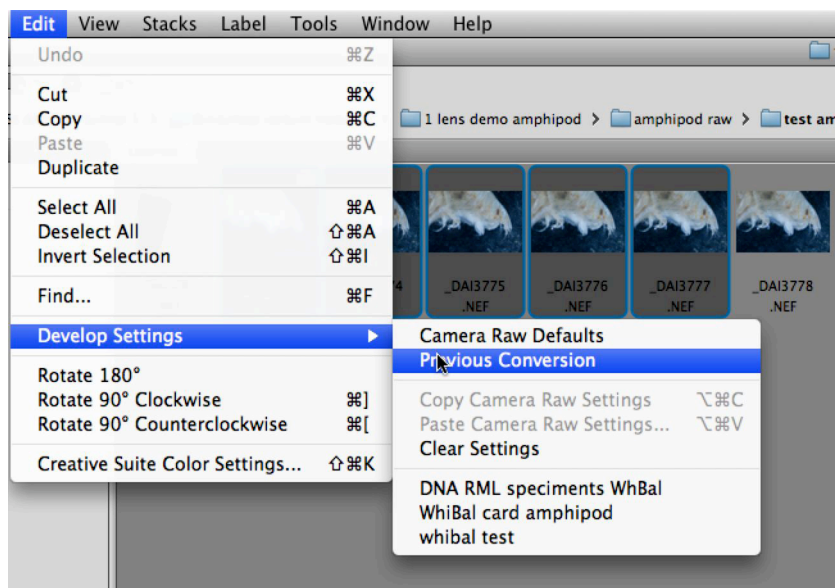 Edit View Stacks Label Tools Window Help
Undo ⌘Z
Cut ⌘X
Copy ⌘C
Paste ⌘V
Duplicate
Select All ⌘A
Deselect All ⇧⌘A
Invert Selection ⇧⌘I
Find... ⌘F
Develop Settings
Rotate 180°
Rotate 90° Clockwise ⌘]
Rotate 90° Counterclockwise ⌘[
Creative Suite Color Settings... ⇧⌘K
1 lens demo amphipod > amphipod raw > test am
4
_DAI3775
.NEF
_DAI3776
.NEF
_DAI3777
.NEF
_DAI3778
.NEF
Camera Raw Defaults
Previous Conversion
Copy Camera Raw Settings ⌥⌘C
Paste Camera Raw Settings... ⌥⌘V
Clear Settings
DNA RML speciments WhBal
WhiBal card amphipod
whibal test